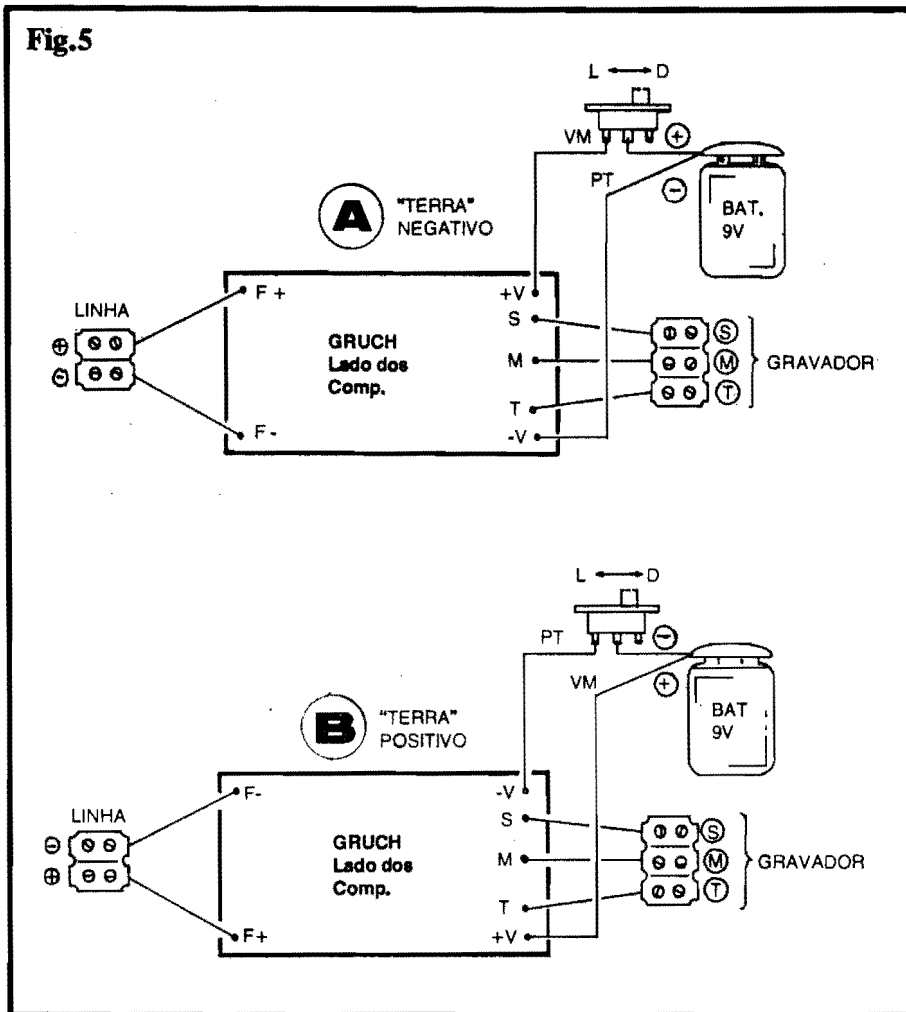 Fig.5
L D
VM +
PT -
BAT.
9V
A "TERRA"
NEGATIVO
LINHA
+
-
F +
F -
GRUCH
Lado dos
Comp.
+V
S
M
T
-V
S
M
T
GRAVADOR
L D
PT -
VM +
BAT
9V
B "TERRA"
POSITIVO
LINHA
-
+
F-
F+
GRUCH
Lado dos
Comp.
-V
S
M
T
+V
S
M
T
GRAVADOR